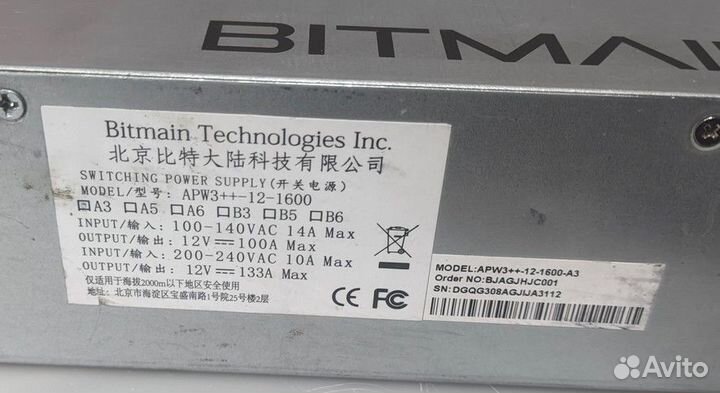 BITMAI
Bitmain Technologies Inc.
北京比特大陆科技有限公司
SWITCHING POWER SUPPLY(开关电源)
MODEL/型号: APW3++-12-1600
☑A3 □A5 □A6 □B3 □B5 □B6
INPUT/输入: 100-140VAC 14A Max
OUTPUT/输出: 12V⎓100A Max
INPUT/输入: 200-240VAC 10A Max
OUTPUT/输出: 12V⎓133A Max
仅适用于海拔2000m以下地区安全使用
地址: 北京市海淀区宝盛南路1号院25号楼2层
CE FC
MODEL:APW3++-12-1600-A3
Order NO:BJAGJHJC001
SN: DGQG308AGJIJA3112
Avito